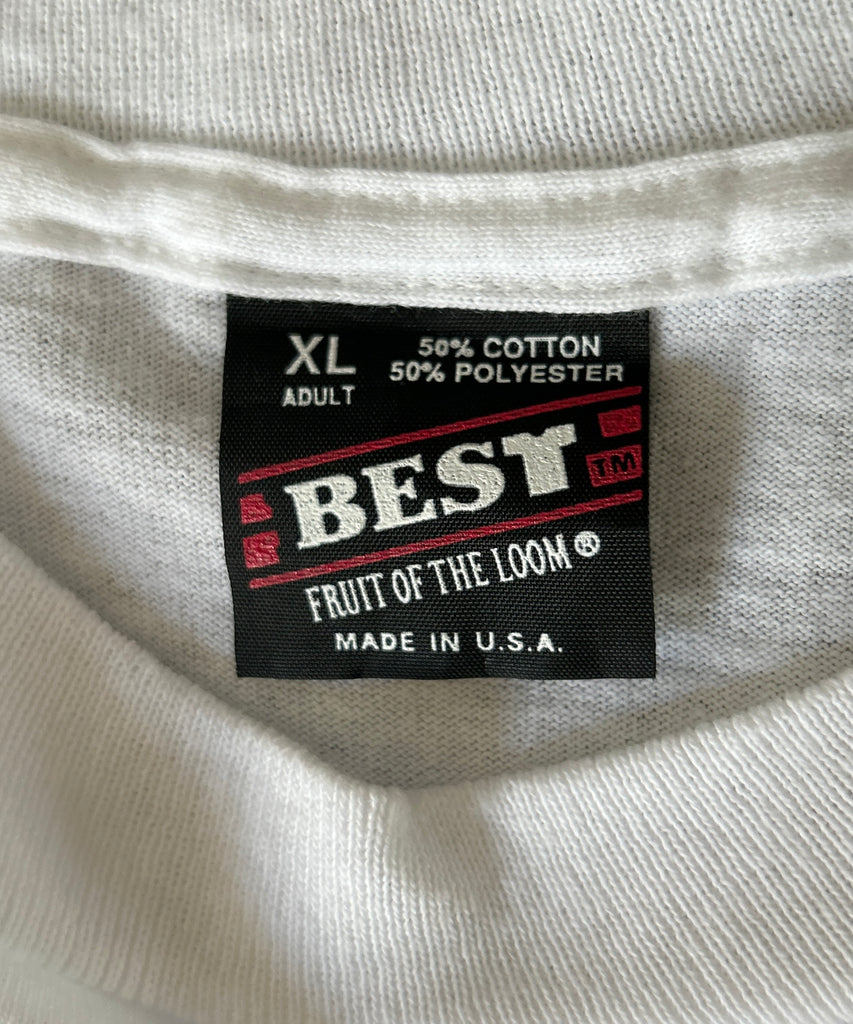 XL
ADULT
50% COTTON
50% POLYESTER
BEST
TM
FRUIT OF THE LOOM®
MADE IN U.S.A.